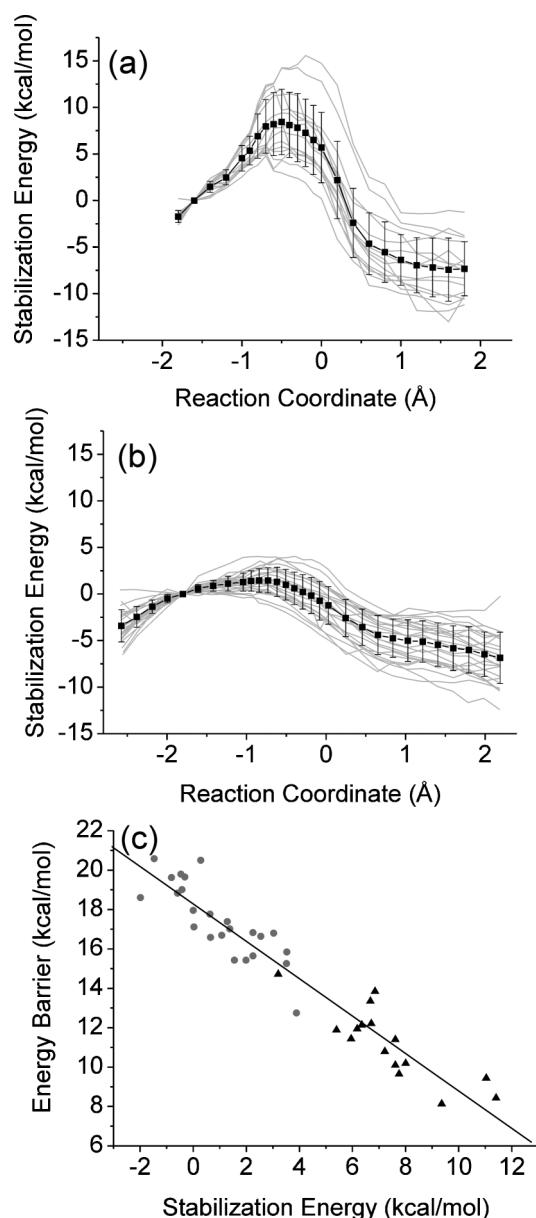 (a)
Stabilization Energy (kcal/mol)
15
10
5
0
-5
-10
-15
-2 -1 0 1 2
Reaction Coordinate (Å)
(b)
Stabilization Energy (kcal/mol)
15
10
5
0
-5
-10
-15
-2 -1 0 1 2
Reaction Coordinate (Å)
(c)
Energy Barrier (kcal/mol)
22
20
18
16
14
12
10
8
6
-2 0 2 4 6 8 10 12
Stabilization Energy (kcal/mol)